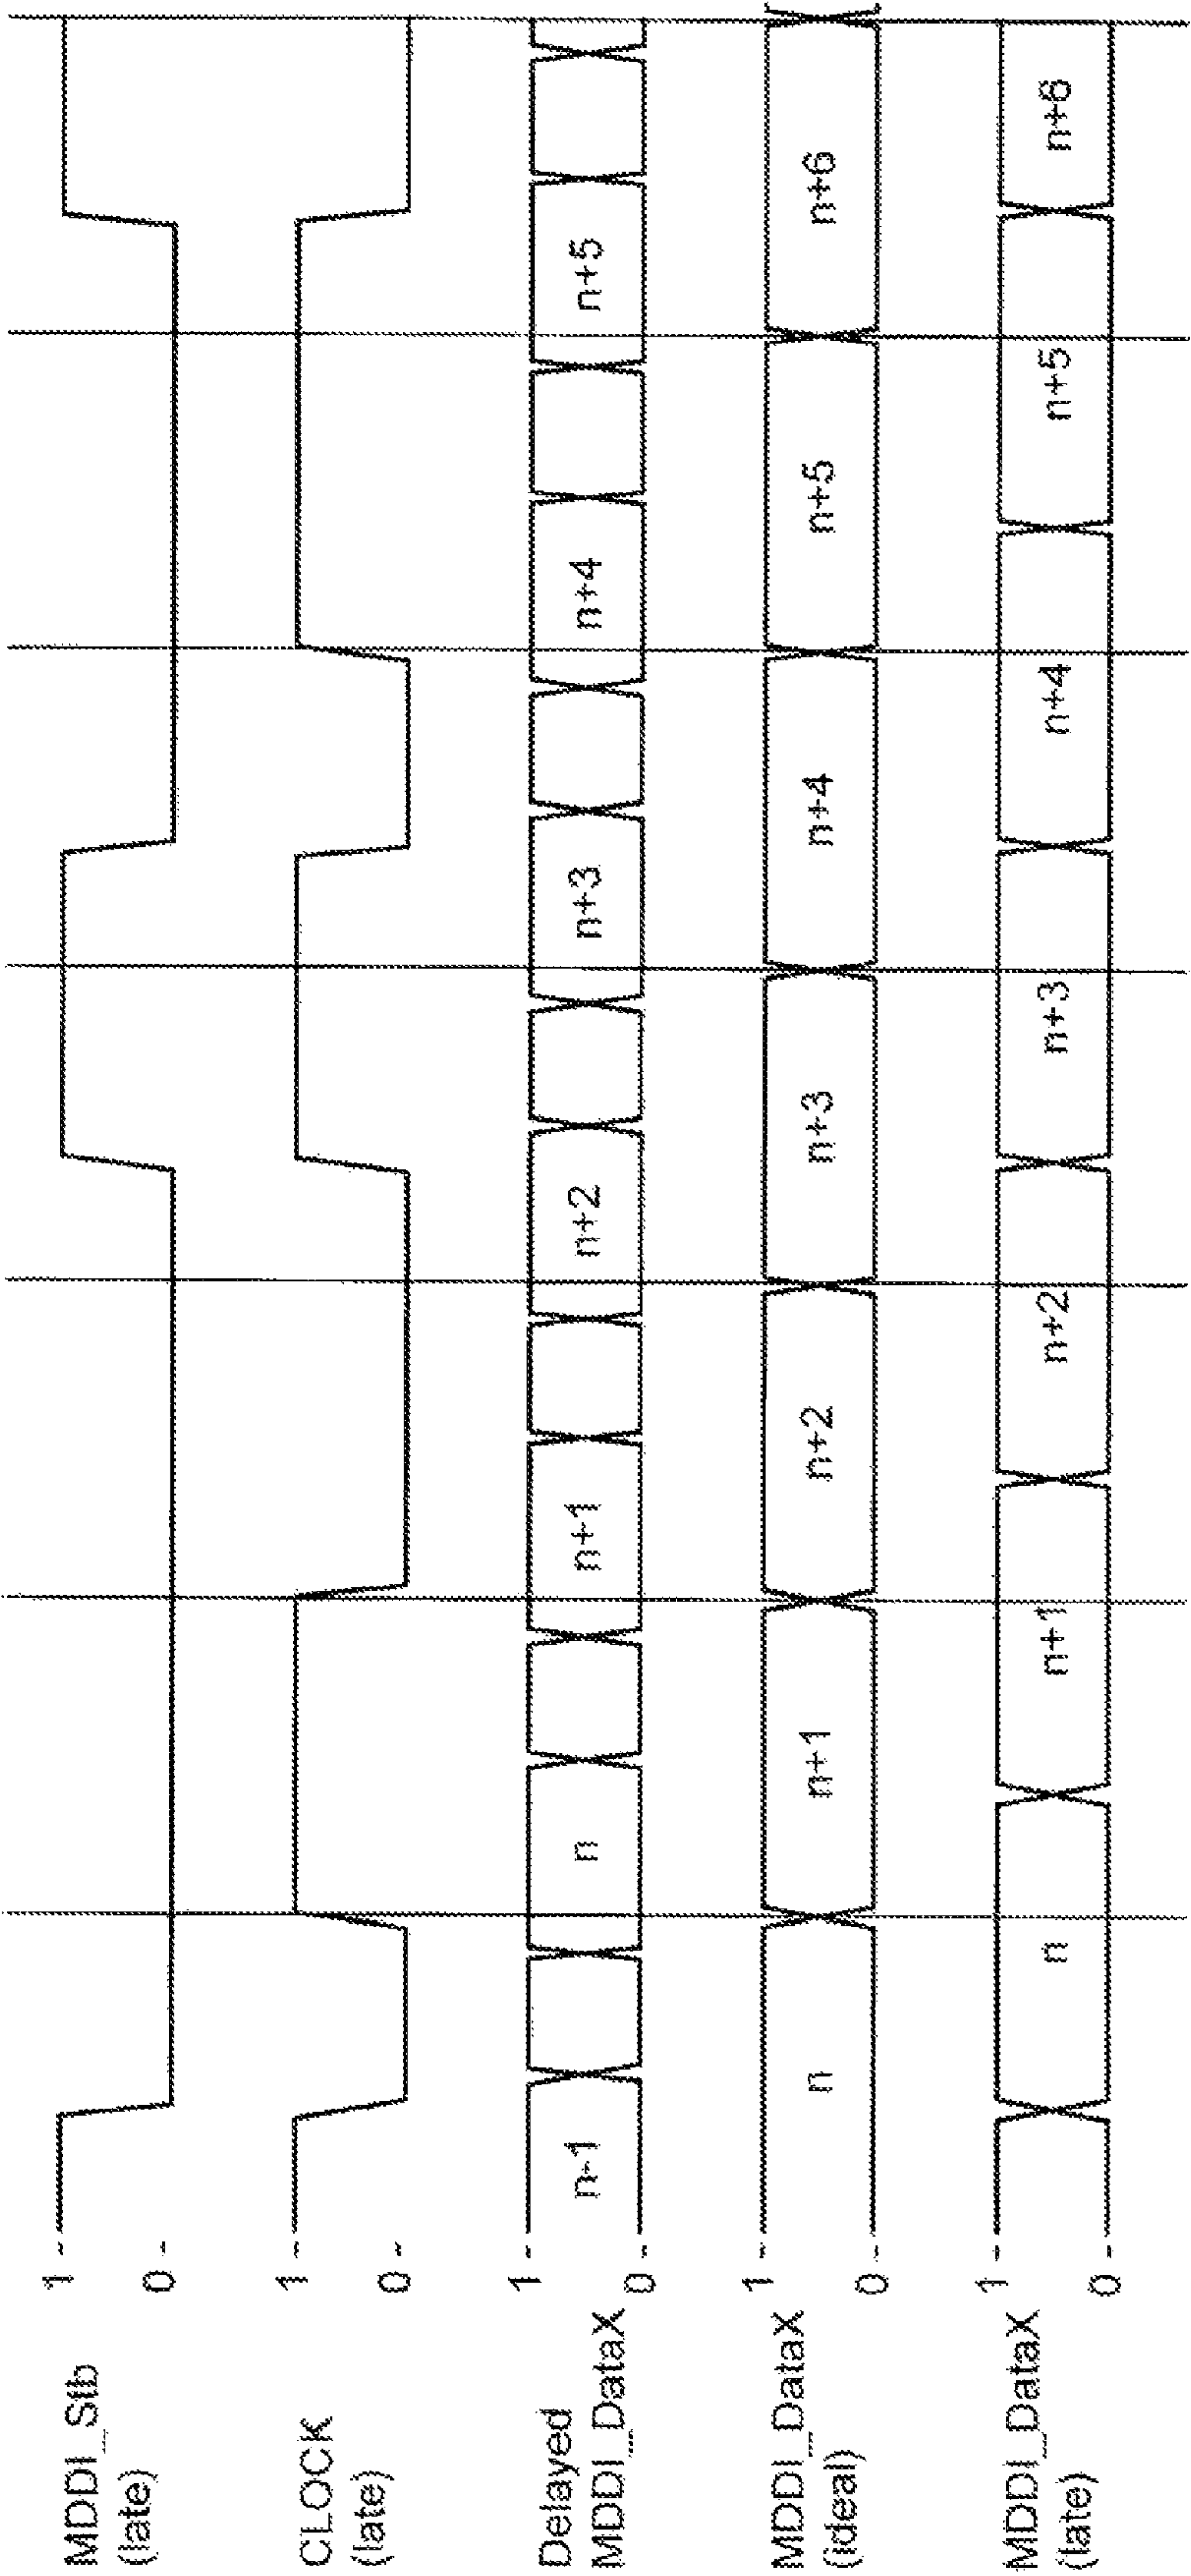 MDDI_Stb
(late)
1 -
0 -
CLOCK
(late)
1 -
0 -
Delayed
MDDI_DataX
1 -
0 -
n-1
n
n+1
n+2
n+3
n+4
n+5
MDDI_DataX
(ideal)
1 -
0 -
n
n+1
n+2
n+3
n+4
n+5
n+6
MDDI_DataX
(late)
1 -
0 -
n
n+1
n+2
n+3
n+4
n+5
n+6